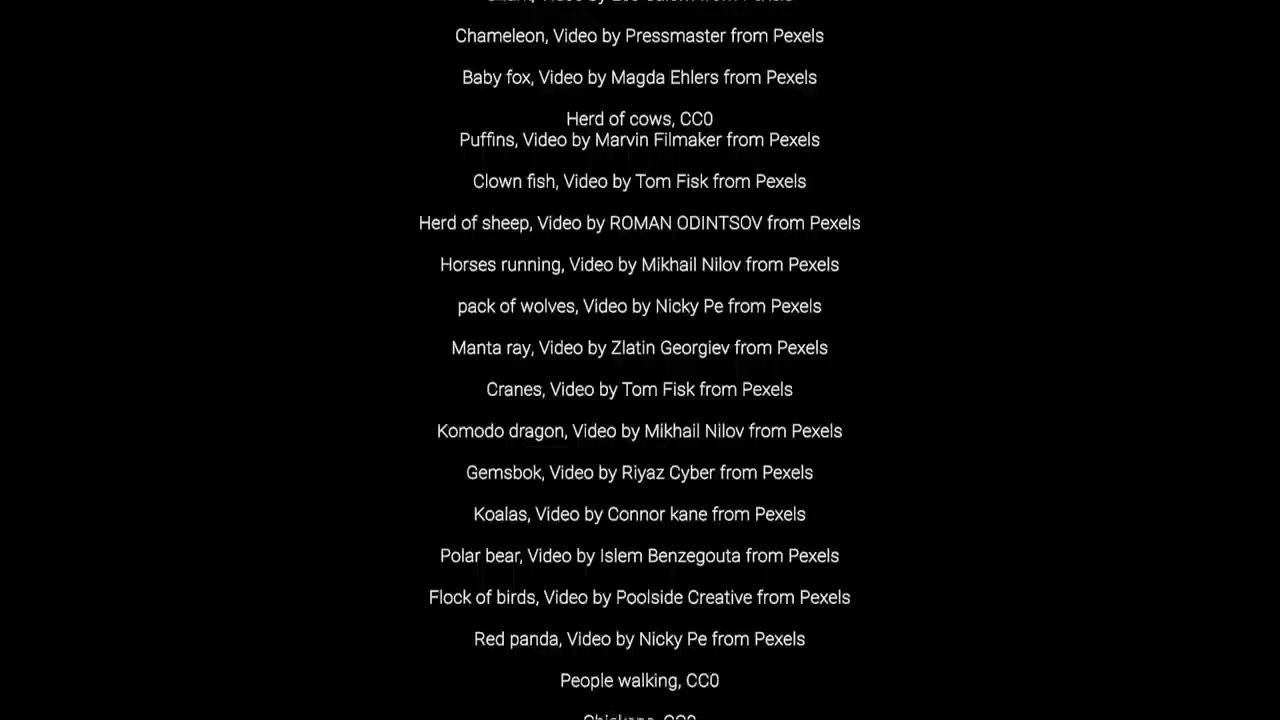 Chameleon, Video by Pressmaster from Pexels
Baby fox, Video by Magda Ehlers from Pexels
Herd of cows, CC0
Puffins, Video by Marvin Filmaker from Pexels
Clown fish, Video by Tom Fisk from Pexels
Herd of sheep, Video by ROMAN ODINTSOV from Pexels
Horses running, Video by Mikhail Nilov from Pexels
pack of wolves, Video by Nicky Pe from Pexels
Manta ray, Video by Zlatin Georgiev from Pexels
Cranes, Video by Tom Fisk from Pexels
Komodo dragon, Video by Mikhail Nilov from Pexels
Gemsbok, Video by Riyaz Cyber from Pexels
Koalas, Video by Connor kane from Pexels
Polar bear, Video by Islem Benzegouta from Pexels
Flock of birds, Video by Poolside Creative from Pexels
Red panda, Video by Nicky Pe from Pexels
People walking, CC0